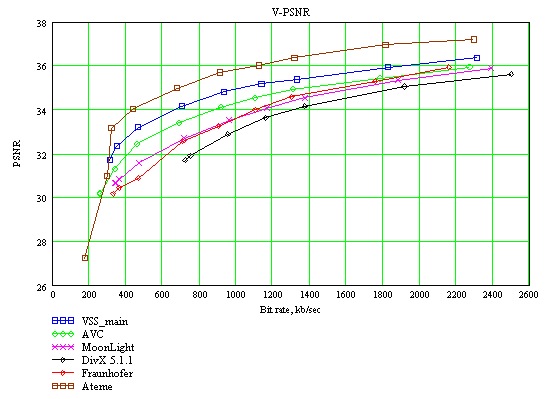 V-PSNR
38
36
34
32
30
28
26
PSNR
0 200 400 600 800 1000 1200 1400 1600 1800 2000 2200 2400 2600
Bit rate, kb/sec
VSS_main
AVC
MoonLight
DivX 5.1.1
Fraunhofer
Ateme